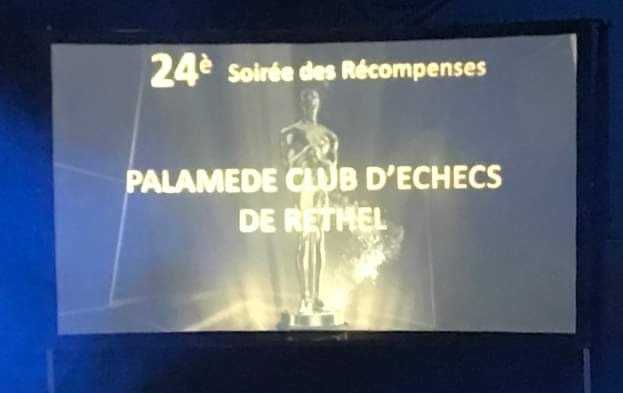 24è Soirée des Récompenses
PALAMEDE CLUB D'ECHECS
DE RETHEL